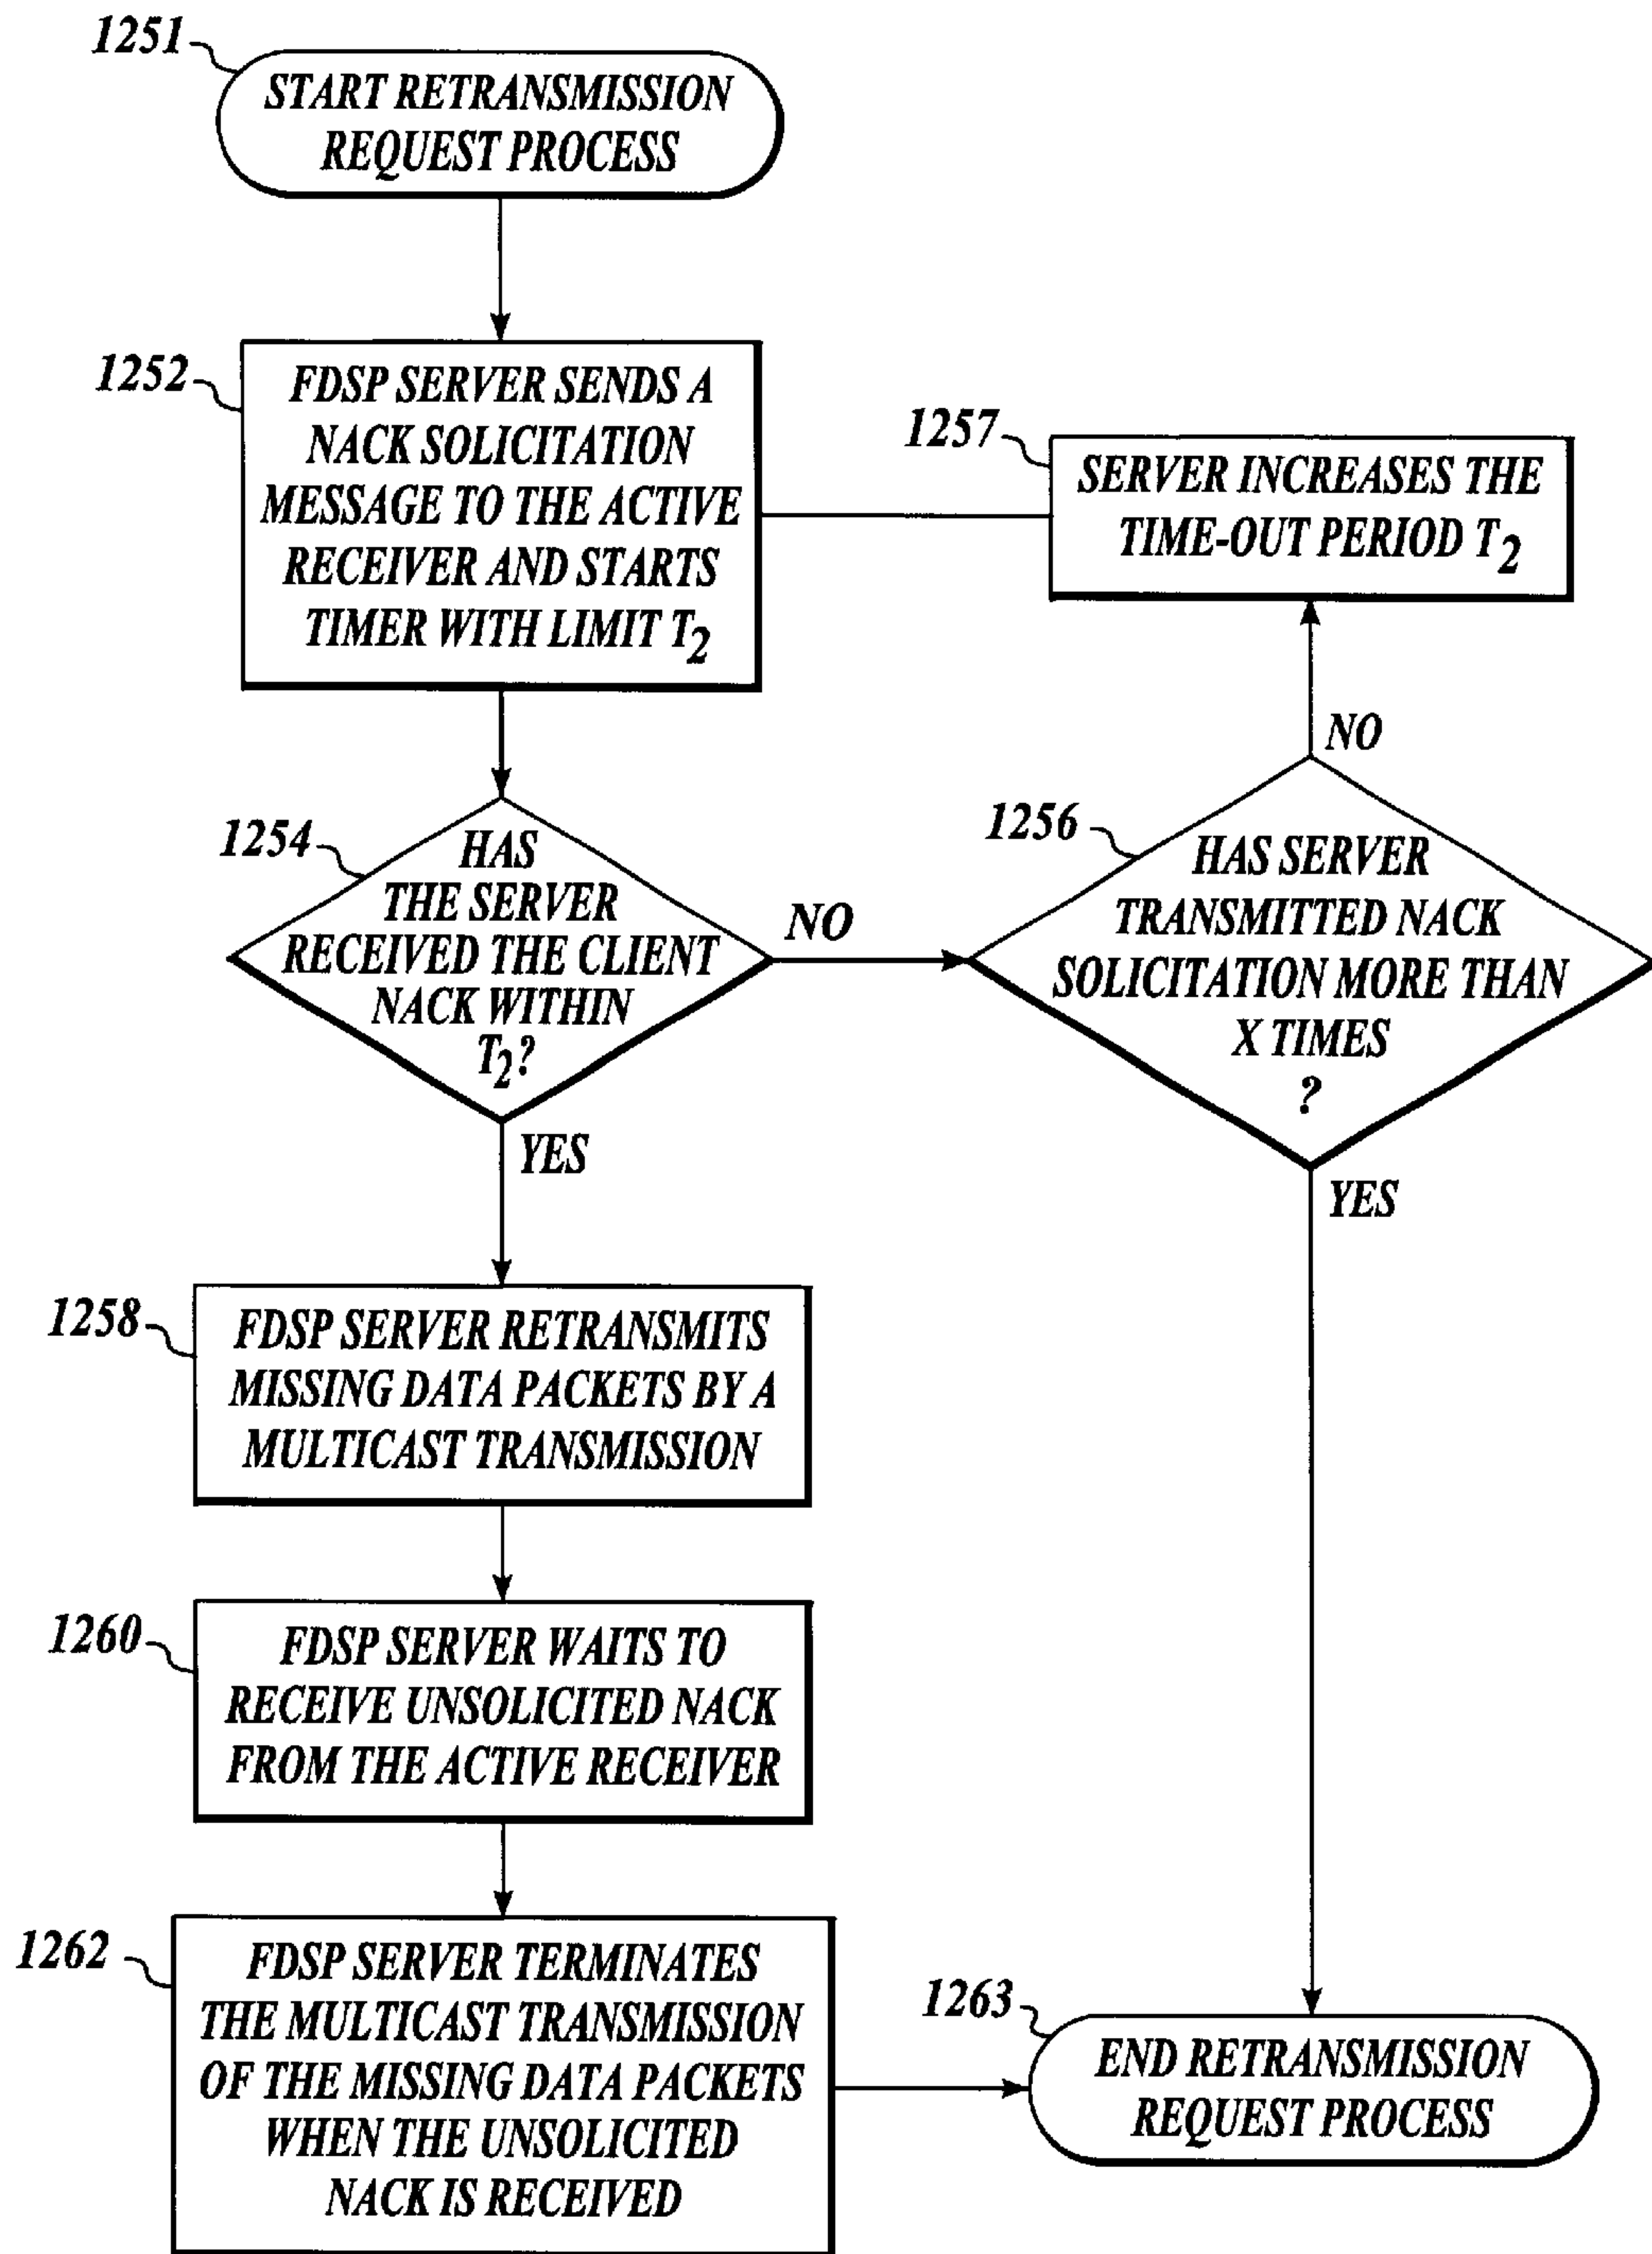 1251
START RETRANSMISSION
REQUEST PROCESS
1252
FDSP SERVER SENDS A
NACK SOLICITATION
MESSAGE TO THE ACTIVE
RECEIVER AND STARTS
TIMER WITH LIMIT T2
1257
SERVER INCREASES THE
TIME-OUT PERIOD T2
NO
1254
HAS
THE SERVER
RECEIVED THE CLIENT
NACK WITHIN
T2?
NO
YES
1256
HAS SERVER
TRANSMITTED NACK
SOLICITATION MORE THAN
X TIMES
?
YES
1258
FDSP SERVER RETRANSMITS
MISSING DATA PACKETS BY A
MULTICAST TRANSMISSION
1260
FDSP SERVER WAITS TO
RECEIVE UNSOLICITED NACK
FROM THE ACTIVE RECEIVER
1262
FDSP SERVER TERMINATES
THE MULTICAST TRANSMISSION
OF THE MISSING DATA PACKETS
WHEN THE UNSOLICITED
NACK IS RECEIVED
1263
END RETRANSMISSION
REQUEST PROCESS